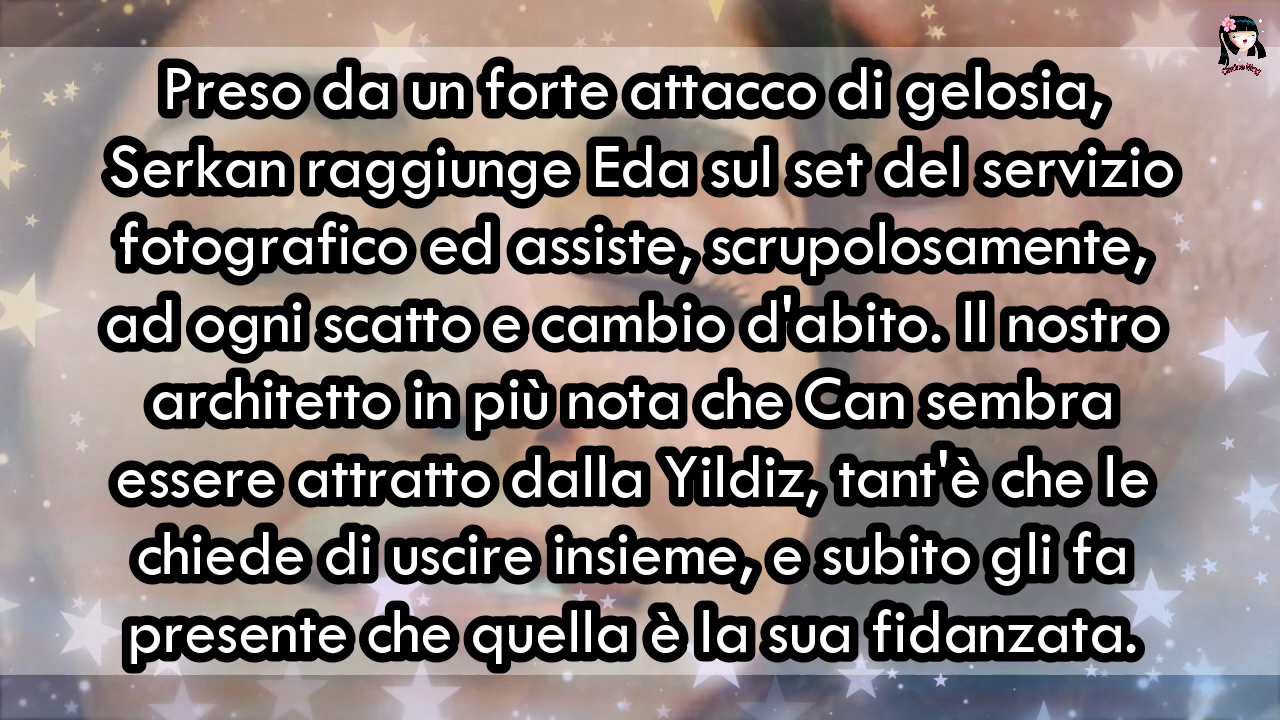 Preso da un forte attacco di gelosia,
Serkan raggiunge Eda sul set del servizio
fotografico ed assiste, scrupolosamente,
ad ogni scatto e cambio d'abito. Il nostro
architetto in più nota che Can sembra
essere attratto dalla Yildiz, tant'è che le
chiede di uscire insieme, e subito gli fa
presente che quella è la sua fidanzata.